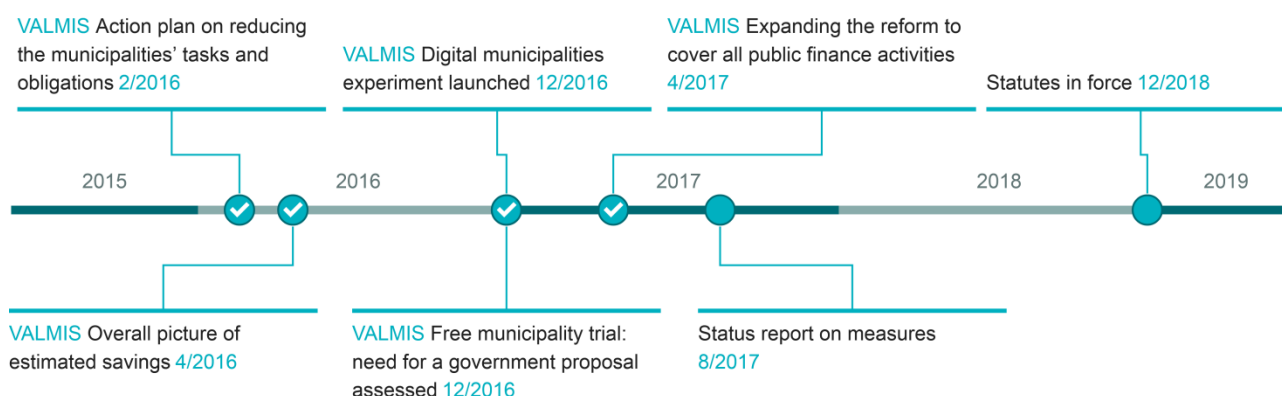 VALMIS Action plan on reducing
the municipalities’ tasks and
obligations 2/2016
VALMIS Digital municipalities
experiment launched 12/2016
VALMIS Expanding the reform to
cover all public finance activities
4/2017
Statutes in force 12/2018
2015
2016
2017
2018
2019
VALMIS Overall picture of
estimated savings 4/2016
VALMIS Free municipality trial:
need for a government proposal
assessed 12/2016
Status report on measures
8/2017